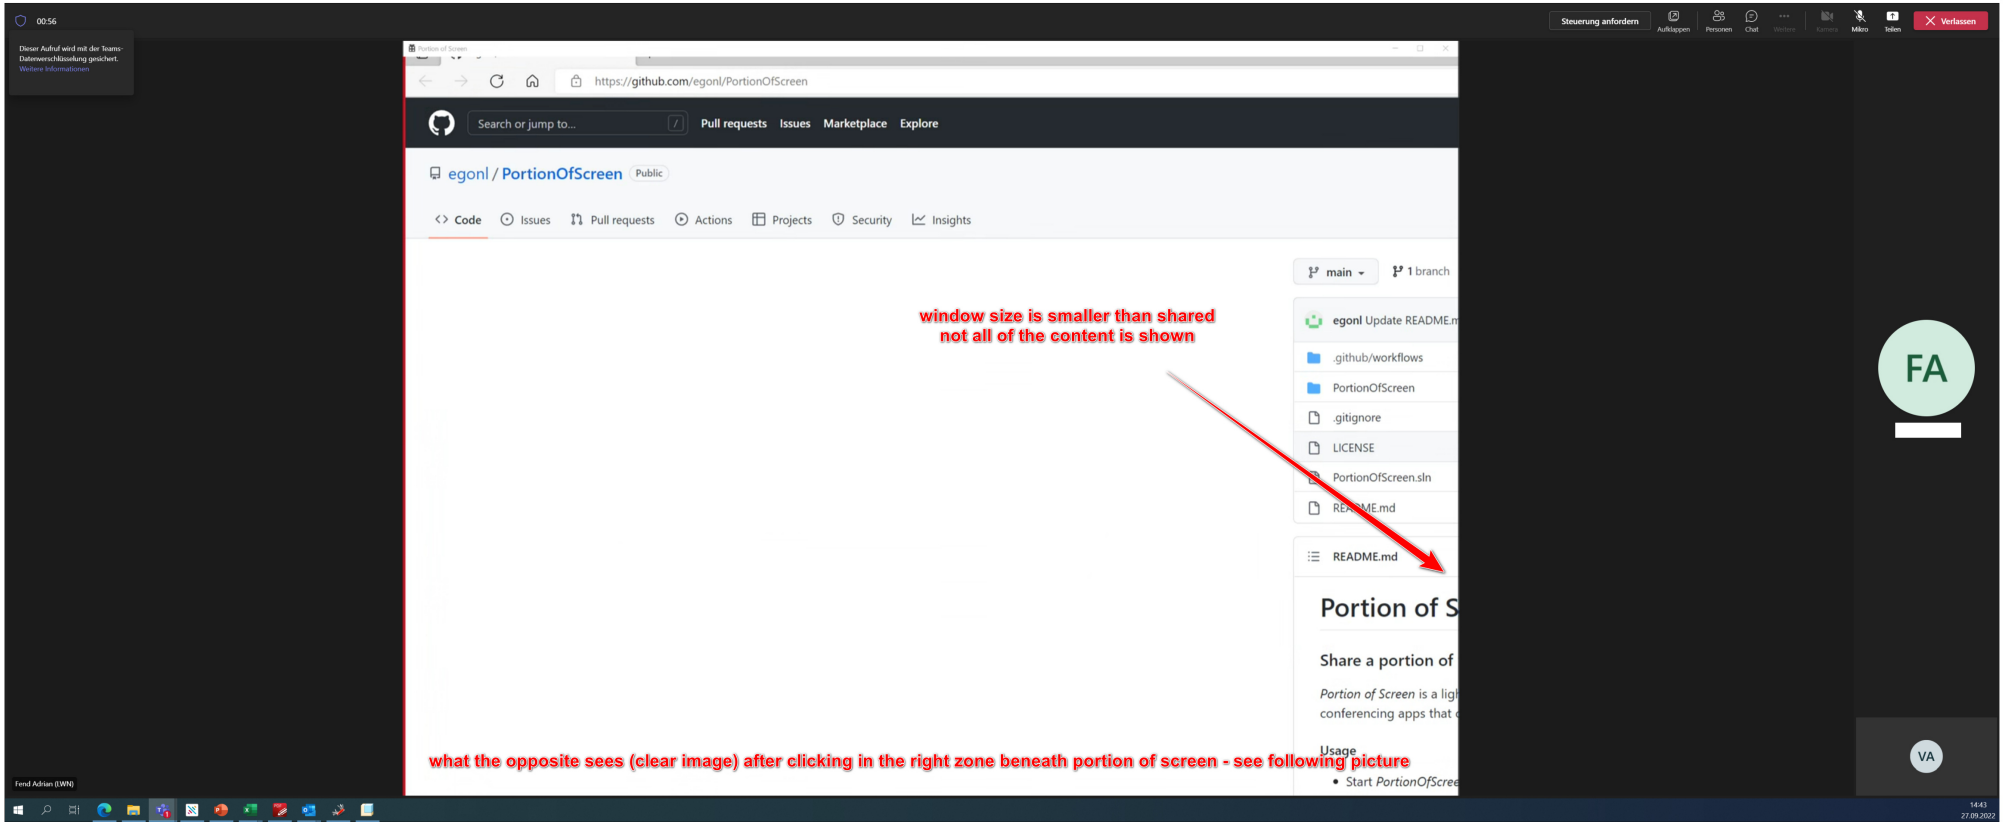 00:56
Steuerung anfordern
Aufklappen
Personen
Chat
Weitere
Kamera
Mikro
Teilen
Verlassen
Dieser Aufruf wird mit der Teams-
Datenverschlüsselung gesichert.
Weitere Informationen
Portion of Screen
https://github.com/egonl/PortionOfScreen
Search or jump to...
/
Pull requests
Issues
Marketplace
Explore
egonl / PortionOfScreen
Public
Code
Issues
Pull requests
Actions
Projects
Security
Insights
main
1 branch
window size is smaller than shared
not all of the content is shown
egonl Update README.m
.github/workflows
PortionOfScreen
.gitignore
LICENSE
PortionOfScreen.sln
README.md
README.md
Portion of S
Share a portion of
Portion of Screen is a ligh
conferencing apps that
Usage
what the opposite sees (clear image) after clicking in the right zone beneath portion of screen - see following picture
Start PortionOfScree
FA
VA
Fend Adrian (LWN)
14:43
27.09.2022